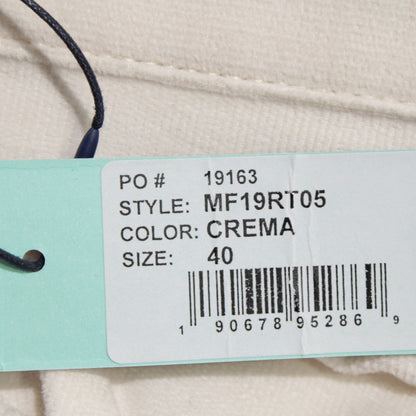 PO # 19163
STYLE: MF19RT05
COLOR: CREMA
SIZE: 40
1 90678 95286 9